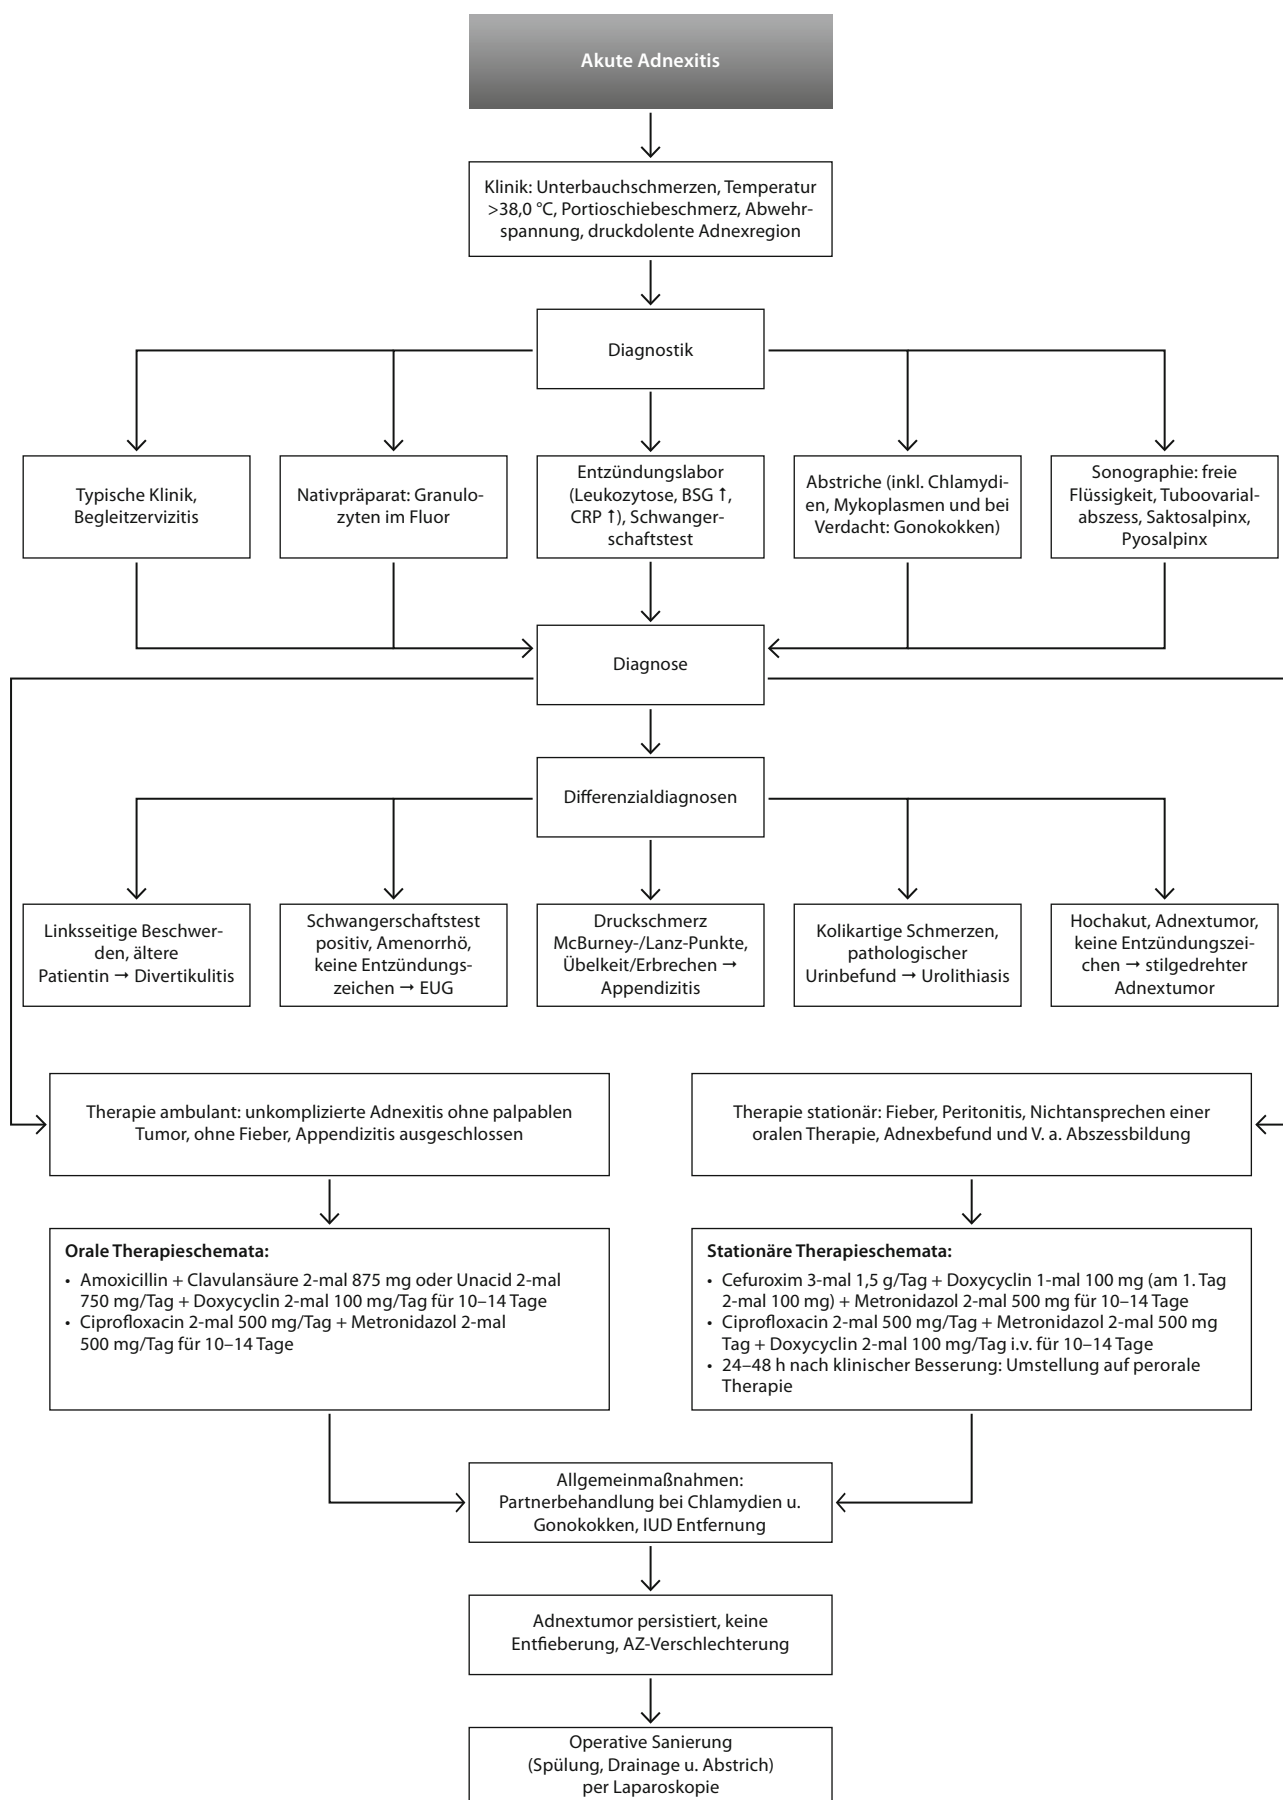 Akute Adnexitis
Klinik: Unterbauchschmerzen, Temperatur
>38,0 °C, Portioschiebeschmerz, Abwehr-
spannung, druckdolente Adnexregion
Diagnostik
Typische Klinik,
Begleitzervizitis
Nativpräparat: Granulo-
zyten im Fluor
Entzündungslabor
(Leukozytose, BSG ↑,
CRP ↑), Schwanger-
schaftstest
Abstriche (inkl. Chlamydi-
en, Mykoplasmen und bei
Verdacht: Gonokokken)
Sonographie: freie
Flüssigkeit, Tuboovarial-
abszess, Saktosalpinx,
Pyosalpinx
Diagnose
Differenzialdiagnosen
Linksseitige Beschwer-
den, ältere
Patientin → Divertikulitis
Schwangerschaftstest
positiv, Amenorrhö,
keine Entzündungs-
zeichen → EUG
Druckschmerz
McBurney-/Lanz-Punkte,
Übelkeit/Erbrechen →
Appendizitis
Kolikartige Schmerzen,
pathologischer
Urinbefund → Urolithiasis
Hochakut, Adnextumor,
keine Entzündungszei-
chen → stilgedrehter
Adnextumor
Therapie ambulant: unkomplizierte Adnexitis ohne palpablen
Tumor, ohne Fieber, Appendizitis ausgeschlossen
Therapie stationär: Fieber, Peritonitis, Nichtansprechen einer
oralen Therapie, Adnexbefund und V. a. Abszessbildung
Orale Therapieschemata:
• Amoxicillin + Clavulansäure 2-mal 875 mg oder Unacid 2-mal
750 mg/Tag + Doxycyclin 2-mal 100 mg/Tag für 10–14 Tage
• Ciprofloxacin 2-mal 500 mg/Tag + Metronidazol 2-mal
500 mg/Tag für 10–14 Tage
Stationäre Therapieschemata:
• Cefuroxim 3-mal 1,5 g/Tag + Doxycyclin 1-mal 100 mg (am 1. Tag
2-mal 100 mg) + Metronidazol 2-mal 500 mg für 10–14 Tage
• Ciprofloxacin 2-mal 500 mg/Tag + Metronidazol 2-mal 500 mg
Tag + Doxycyclin 2-mal 100 mg/Tag i.v. für 10–14 Tage
• 24–48 h nach klinischer Besserung: Umstellung auf perorale
Therapie
Allgemeinmaßnahmen:
Partnerbehandlung bei Chlamydien u.
Gonokokken, IUD Entfernung
Adnextumor persistiert, keine
Entfieberung, AZ-Verschlechterung
Operative Sanierung
(Spülung, Drainage u. Abstrich)
per Laparoskopie